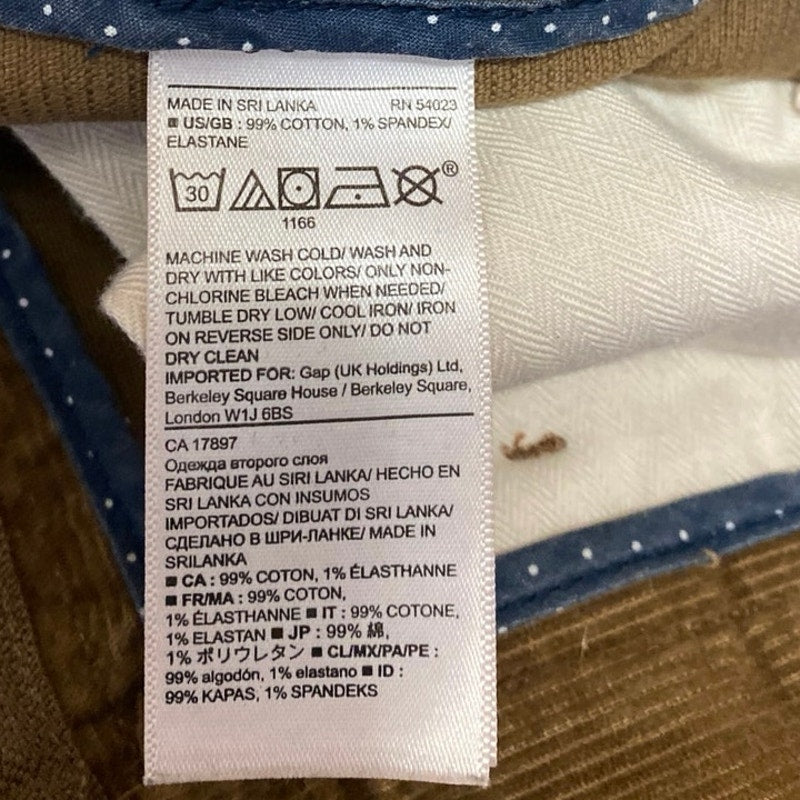 MADE IN SRI LANKA RN 54023
■ US/GB : 99% COTTON, 1% SPANDEX/
ELASTANE
30
®
1166
MACHINE WASH COLD/ WASH AND
DRY WITH LIKE COLORS/ ONLY NON-
CHLORINE BLEACH WHEN NEEDED/
TUMBLE DRY LOW/ COOL IRON/ IRON
ON REVERSE SIDE ONLY/ DO NOT
DRY CLEAN
IMPORTED FOR: Gap (UK Holdings) Ltd,
Berkeley Square House / Berkeley Square,
London W1J 6BS
CA 17897
Одежда второго слоя
FABRIQUE AU SIRI LANKA/ HECHO EN
SRI LANKA CON INSUMOS
IMPORTADOS/ DIBUAT DI SRI LANKA/
СДЕЛАНО В ШРИ-ЛАНКЕ/ MADE IN
SRILANKA
■ CA : 99% COTON, 1% ÉLASTHANNE
■ FR/MA : 99% COTON,
1% ÉLASTHANNE ■ IT : 99% COTONE,
1% ELASTAN ■ JP : 99% 綿,
1% ポリウレタン ■ CL/MX/PA/PE :
99% algodón, 1% elastano ■ ID :
99% KAPAS, 1% SPANDEKS